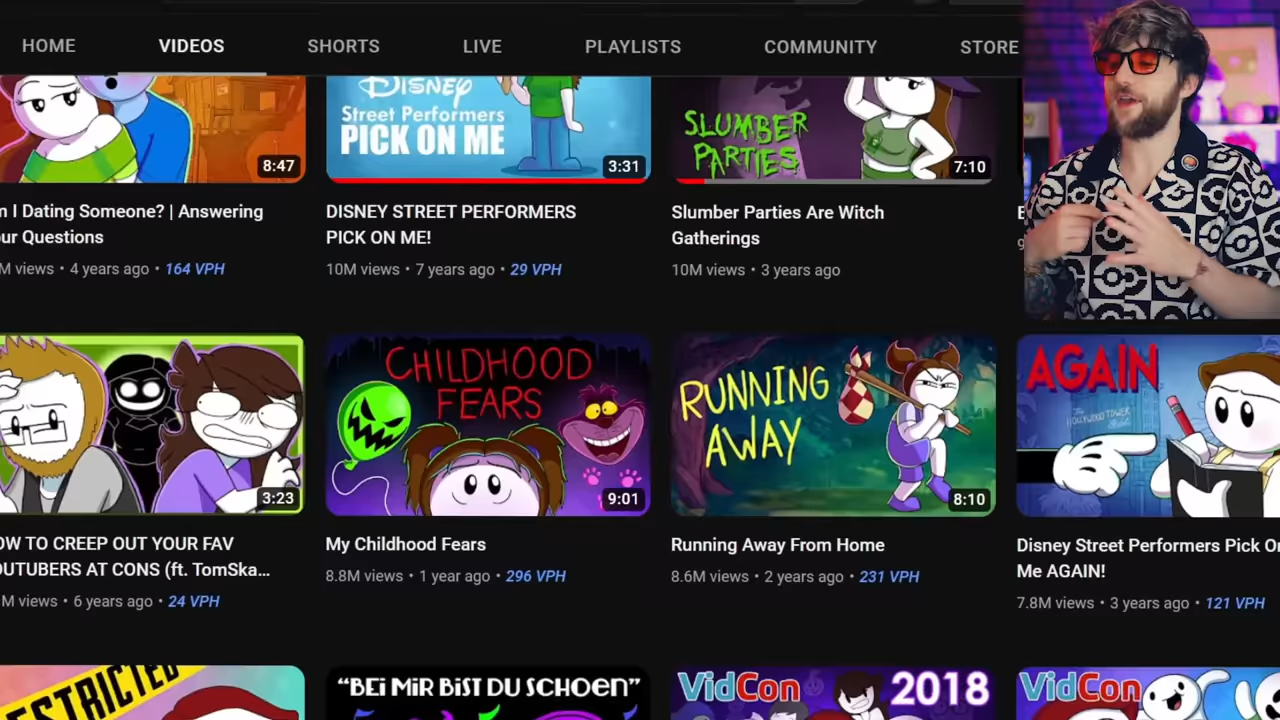 HOME VIDEOS SHORTS LIVE PLAYLISTS COMMUNITY STORE
8:47
DISNEY
Street Performers
PICK ON ME
3:31
SLUMBER
PARTIES
7:10
I Dating Someone? | Answering
Questions
views • 4 years ago • 164 VPH
DISNEY STREET PERFORMERS
PICK ON ME!
10M views • 7 years ago • 29 VPH
Slumber Parties Are Witch
Gatherings
10M views • 3 years ago
3:23
CHILDHOOD
FEARS
9:01
RUNNING
AWAY
8:10
AGAIN
The
HOLLYWOOD TOWER
TO CREEP OUT YOUR FAV
AT CONS (ft. TomSka...
views • 6 years ago • 24 VPH
My Childhood Fears
8.8M views • 1 year ago • 296 VPH
Running Away From Home
8.6M views • 2 years ago • 231 VPH
Disney Street Performers Pick
Me AGAIN!
7.8M views • 3 years ago • 121 VPH
"BEI MIR BIST DU SCHOEN"
VidCon 2018
VidCon